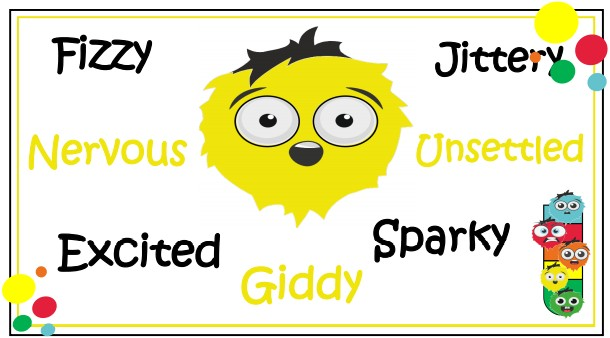 Fizzy
Jittery
Nervous
Unsettled
Excited
Sparky
Giddy